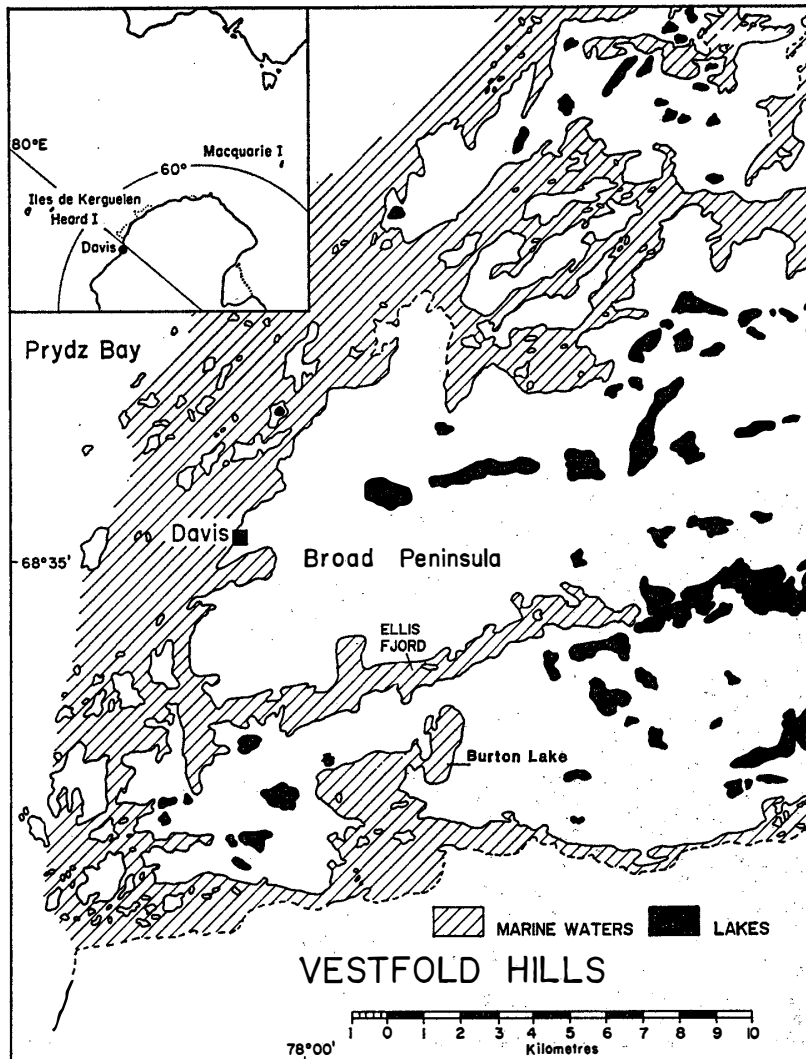 80°E
Macquarie I
60°
Iles de Kerguelen
Heard I
Davis
Prydz Bay
Davis
68°35'
Broad Peninsula
ELLIS
FJORD
Burton Lake
MARINE WATERS
LAKES
VESTFOLD HILLS
1 0 1 2 3 4 5 6 7 8 9 10
Kilometres
78°00'